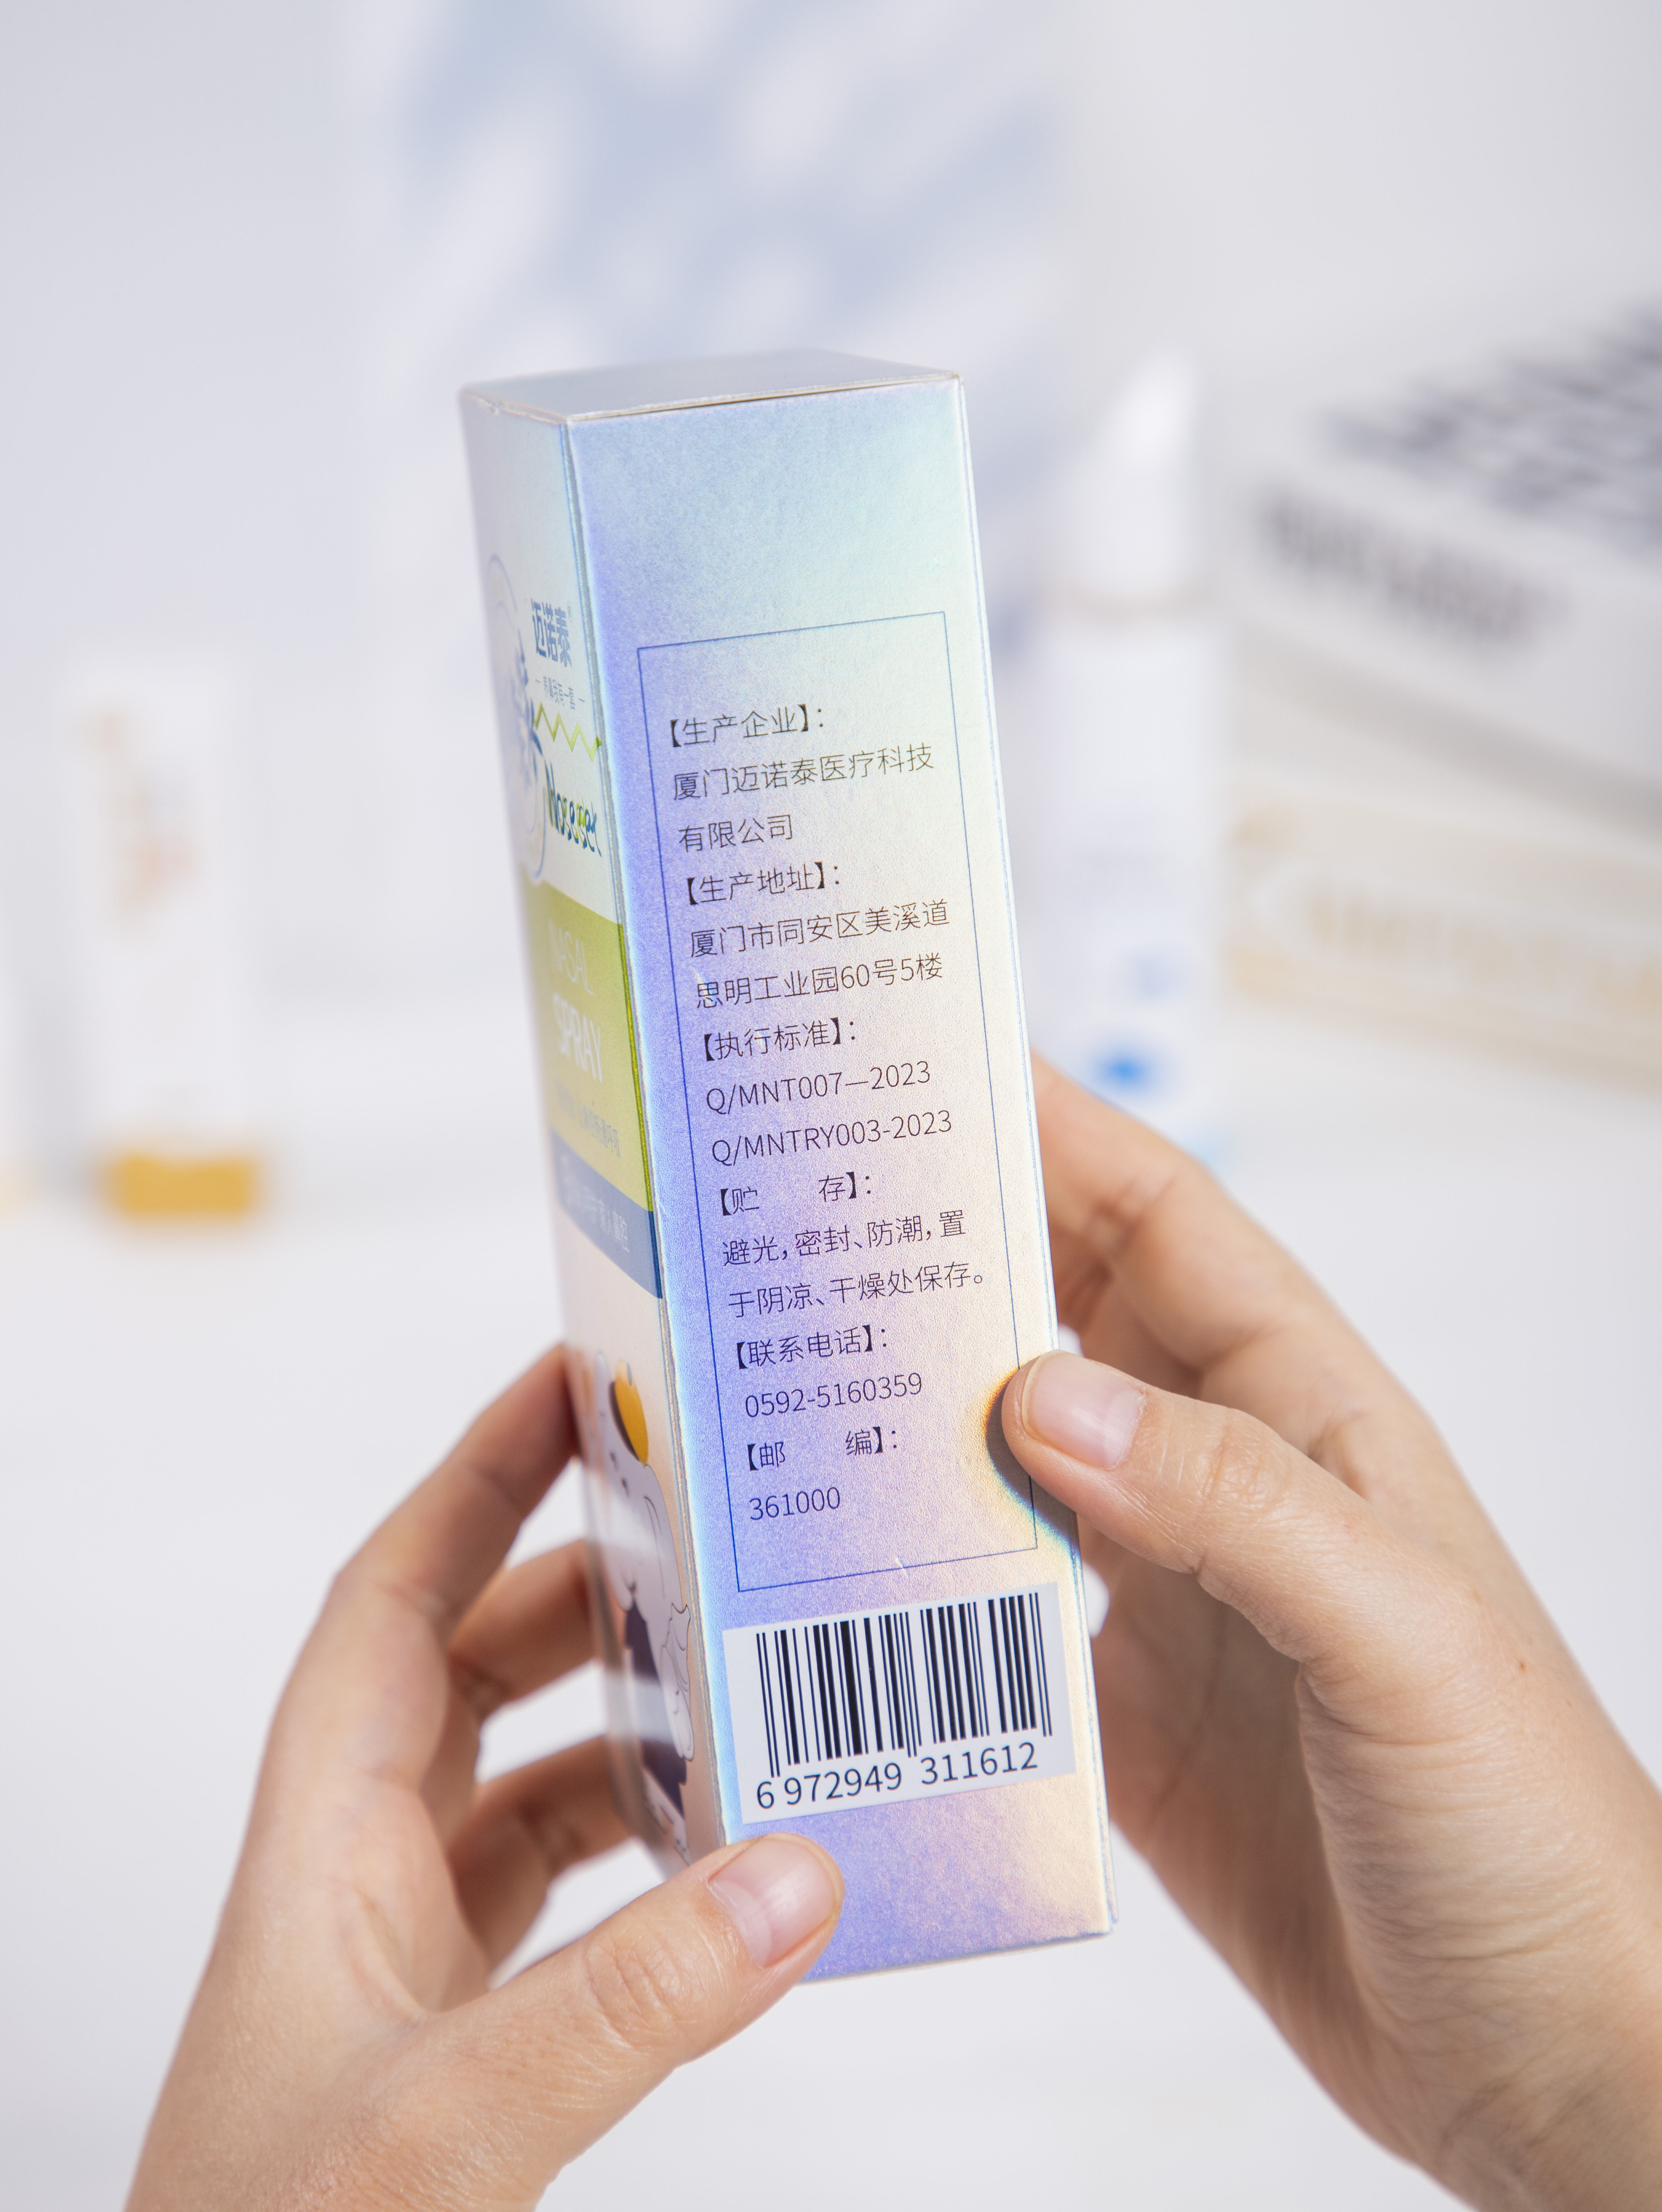 迈诺泰
NASAL
SPRAY
【生产企业】：
厦门迈诺泰医疗科技
有限公司
【生产地址】：
厦门市同安区美溪道
思明工业园60号5楼
【执行标准】：
Q/MNT007—2023
Q/MNTRY003-2023
【贮 存】：
避光，密封、防潮，置
于阴凉、干燥处保存。
【联系电话】：
0592-5160359
【邮 编】：
361000
6 972949 311612